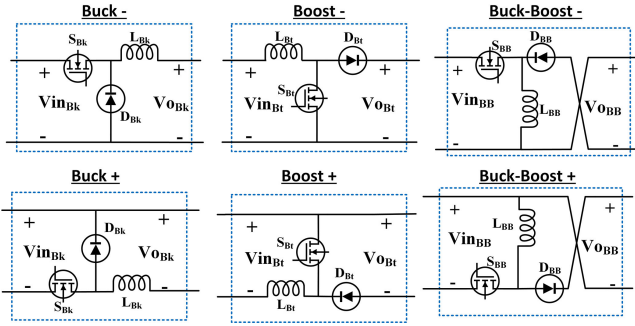 Buck -
S_Bk
L_Bk
+ +
Vin_Bk
D_Bk
Vo_Bk
- -
Boost -
L_Bt
D_Bt
+ +
S_Bt
Vin_Bt
Vo_Bt
- -
Buck-Boost -
S_BB
D_BB
+ +
Vin_BB
L_BB
Vo_BB
- -
Buck +
+ +
D_Bk
Vin_Bk
Vo_Bk
- -
S_Bk
L_Bk
Boost +
+ +
S_Bt
Vin_Bt
Vo_Bt
L_Bt
D_Bt
- -
Buck-Boost +
+ +
L_BB
Vin_BB
Vo_BB
S_BB
D_BB
- -